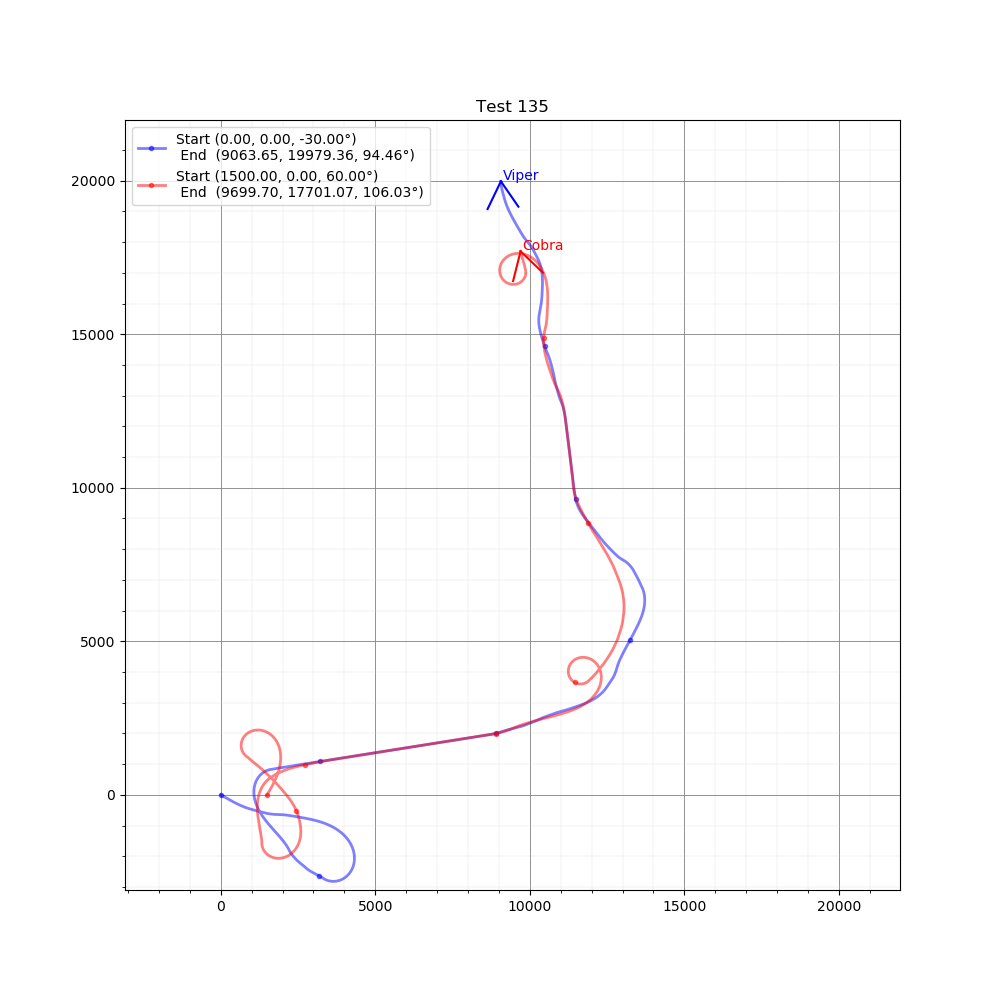 Test 135
Start (0.00, 0.00, -30.00°)
End  (9063.65, 19979.36, 94.46°)
Start (1500.00, 0.00, 60.00°)
End  (9699.70, 17701.07, 106.03°)
20000
Viper
Cobra
15000
10000
5000
0
0 5000 10000 15000 20000